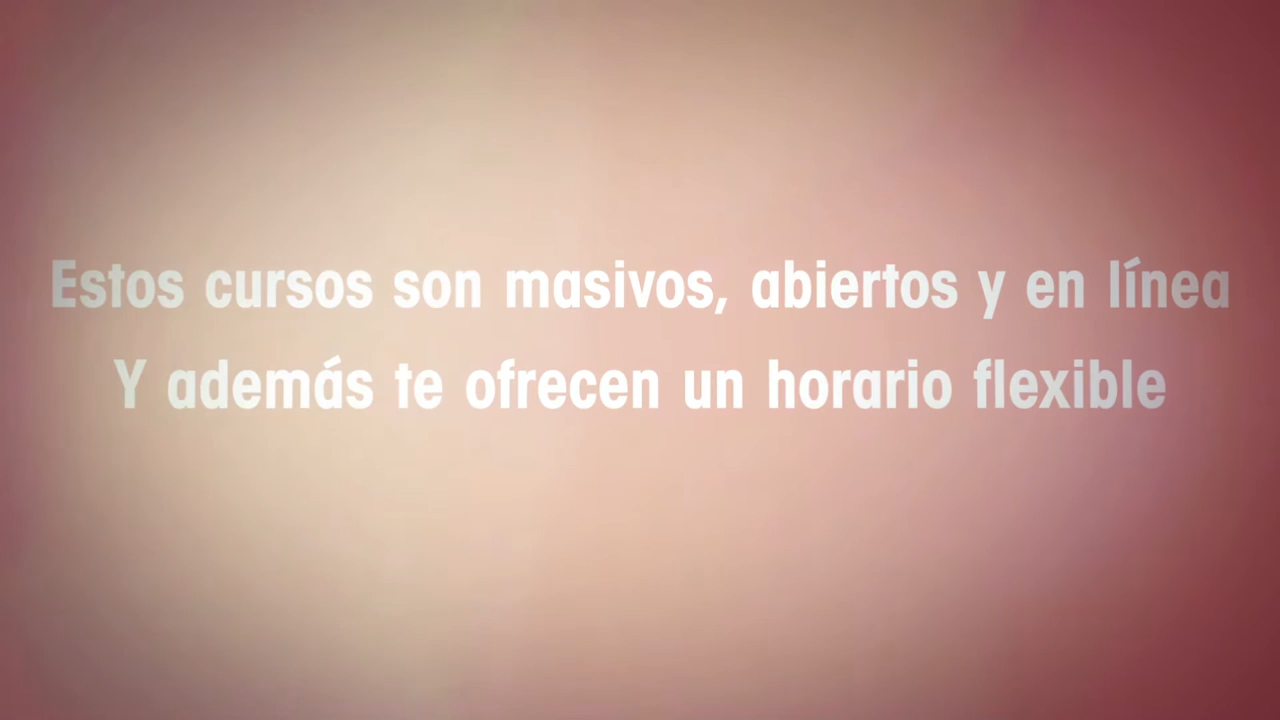 Estos cursos son masivos, abiertos y en línea
Y además te ofrecen un horario flexible